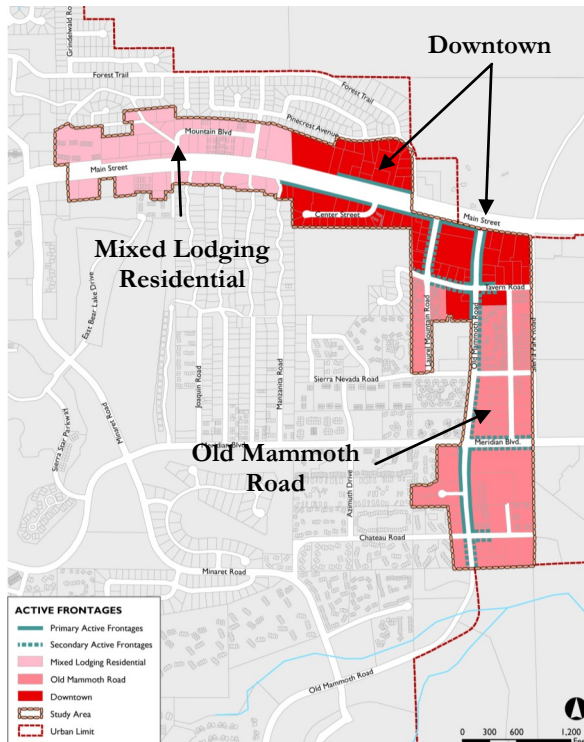 Grindelwald Ro
Forest Trail
Downtown
Pinecrest Avenue
Forest Trail
Mountain Blvd
Main Street
Main Street
Center Street
Mixed Lodging
Residential
Tavern Road
East Bear Lake Drive
Laurel Mountain Road
Old Mammoth Road
Sierra Park Road
Joaquin Road
Manzanita Road
Sierra Nevada Road
Minaret Road
Sierra Star Parkway
Meridian Blvd.
Old Mammoth
Road
Azimuth Drive
Chateau Road
Minaret Road
Old Mammoth Road
ACTIVE FRONTAGES
Primary Active Frontages
Secondary Active Frontages
Mixed Lodging Residential
Old Mammoth Road
Downtown
Study Area
Urban Limit
0 300 600 1,200